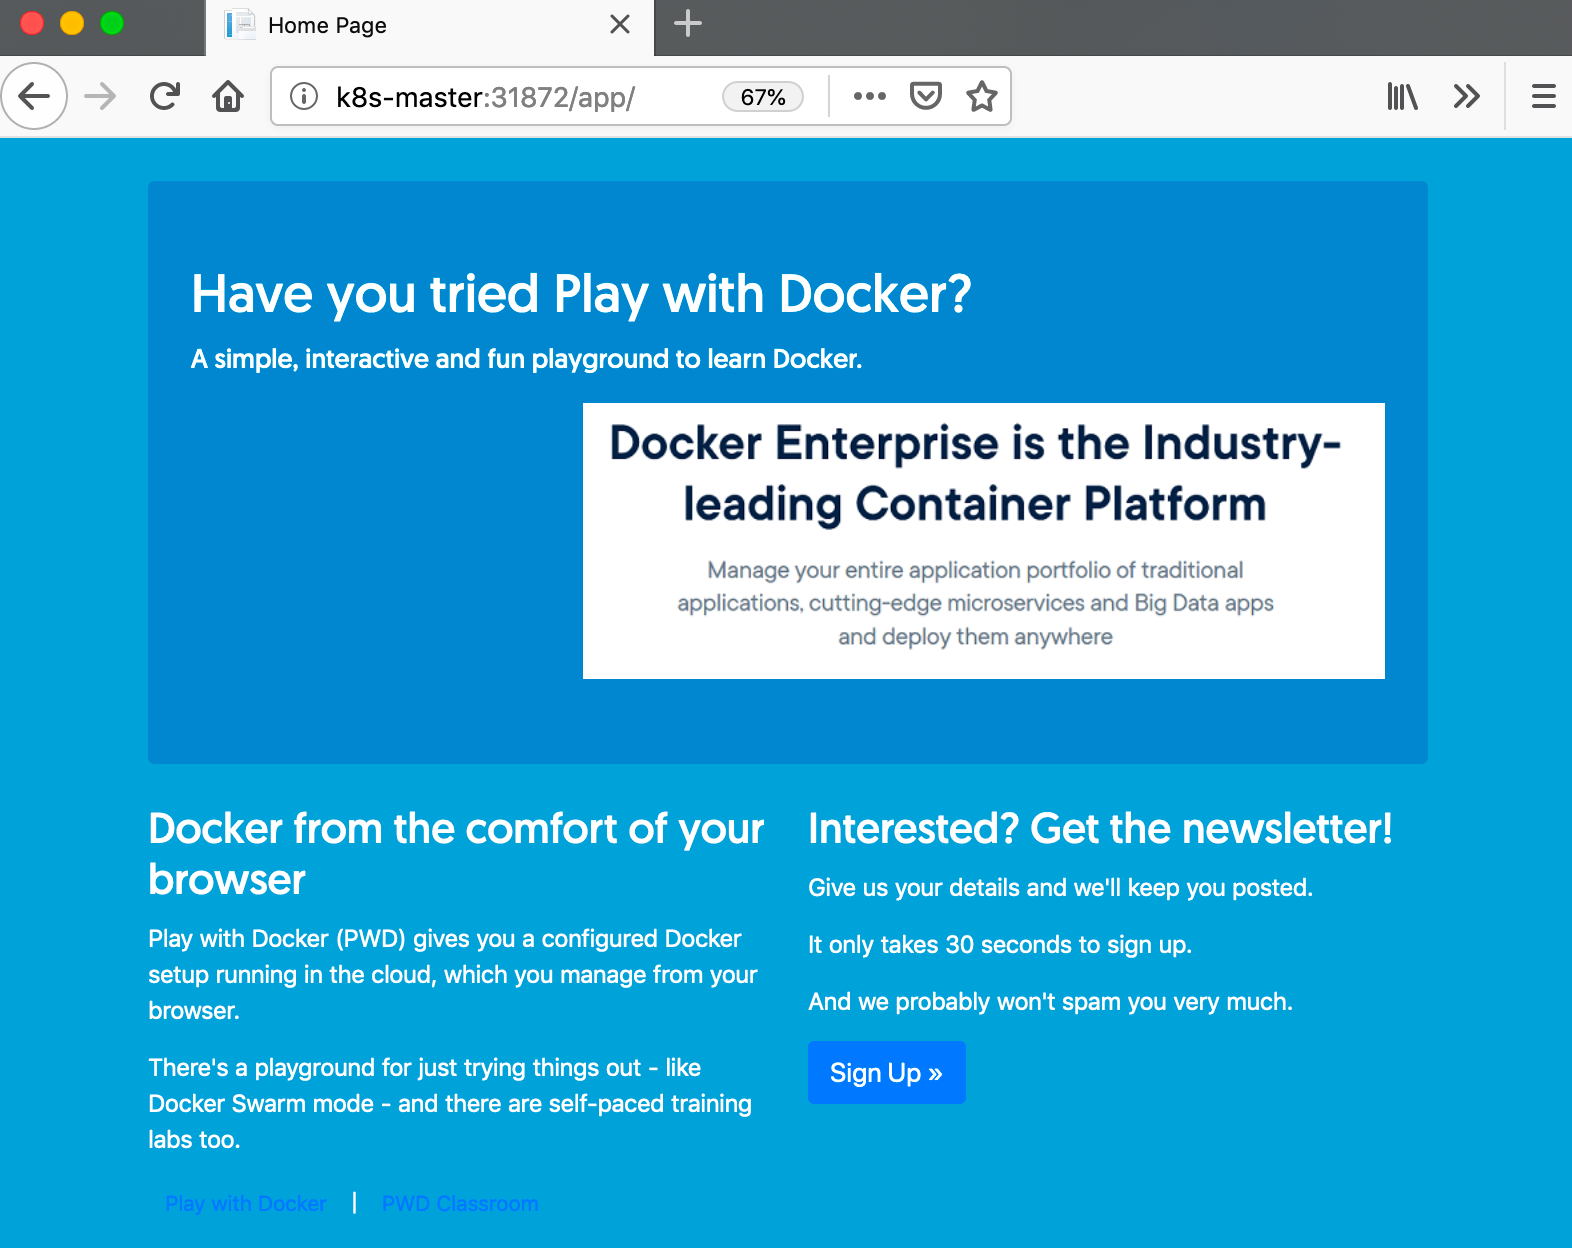 Home Page
k8s-master:31872/app/
67%
Have you tried Play with Docker?
A simple, interactive and fun playground to learn Docker.
Docker Enterprise is the Industry-
leading Container Platform
Manage your entire application portfolio of traditional
applications, cutting-edge microservices and Big Data apps
and deploy them anywhere
Docker from the comfort of your
browser
Play with Docker (PWD) gives you a configured Docker
setup running in the cloud, which you manage from your
browser.
There's a playground for just trying things out - like
Docker Swarm mode - and there are self-paced training
labs too.
Play with Docker | PWD Classroom
Interested? Get the newsletter!
Give us your details and we'll keep you posted.
It only takes 30 seconds to sign up.
And we probably won't spam you very much.
Sign Up »